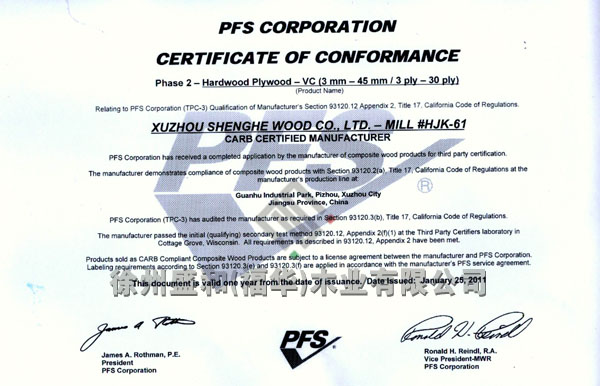 PFS CORPORATION
CERTIFICATE OF CONFORMANCE
Phase 2 – Hardwood Plywood – VC (3 mm – 45 mm / 3 ply – 30 ply)
(Product Name)
Relating to PFS Corporation (TPC-3) Qualification of Manufacturer's Section 93120.12 Appendix 2, Title 17, California Code of Regulations.
XUZHOU SHENGHE WOOD CO., LTD. – MILL #HJK-61
CARB CERTIFIED MANUFACTURER
PFS Corporation has received a completed application by the manufacturer of composite wood products for third party certification.
The manufacturer demonstrates compliance of composite wood products with Section 93120.2(a), Title 17, California Code of Regulations at the
manufacturer's production line at:
Guanhu Industrial Park, Pizhou, Xuzhou City
Jiangsu Province, China
PFS
®
PFS Corporation (TPC-3) has audited the manufacturer as required in Section 93120.3(b), Title 17, California Code of Regulations.
The manufacturer passed the initial (qualifying) secondary test method 93120.12, Appendix 2(f)(1) at the Third Party Certifiers laboratory in
Cottage Grove, Wisconsin. All requirements as described in 93120.12, Appendix 2 have been met.
Products sold as CARB Compliant Composite Wood Products are subject to a license agreement between the manufacturer and PFS Corporation.
Labeling requirements according to Section 93120.3(e) and 93120.3(f) are applied in accordance with the manufacturer's PFS service agreement.
This document is valid one year from the date of issuance. /Date Issued: January 25, 2011
徐州盛和(福华)木业有限公司
James A. Rothman, P.E.
President
PFS Corporation
PFS
Ronald H. Reindl, R.A.
Vice President-MWR
PFS Corporation